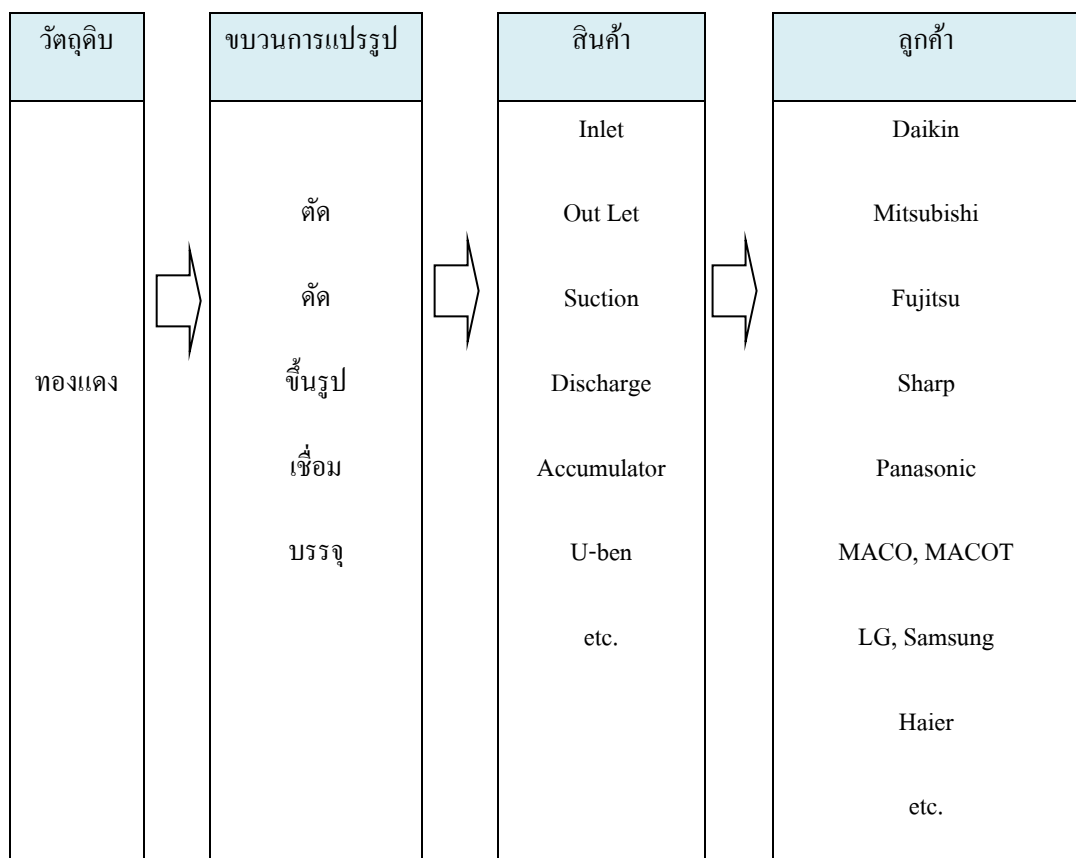 วัตถุดิบ
ทองแดง
ขบวนการแปรรูป
ตัด
ดัด
ขึ้นรูป
เชื่อม
บรรจุ
สินค้า
Inlet
Out Let
Suction
Discharge
Accumulator
U-ben
etc.
ลูกค้า
Daikin
Mitsubishi
Fujitsu
Sharp
Panasonic
MACO, MACOT
LG, Samsung
Haier
etc.